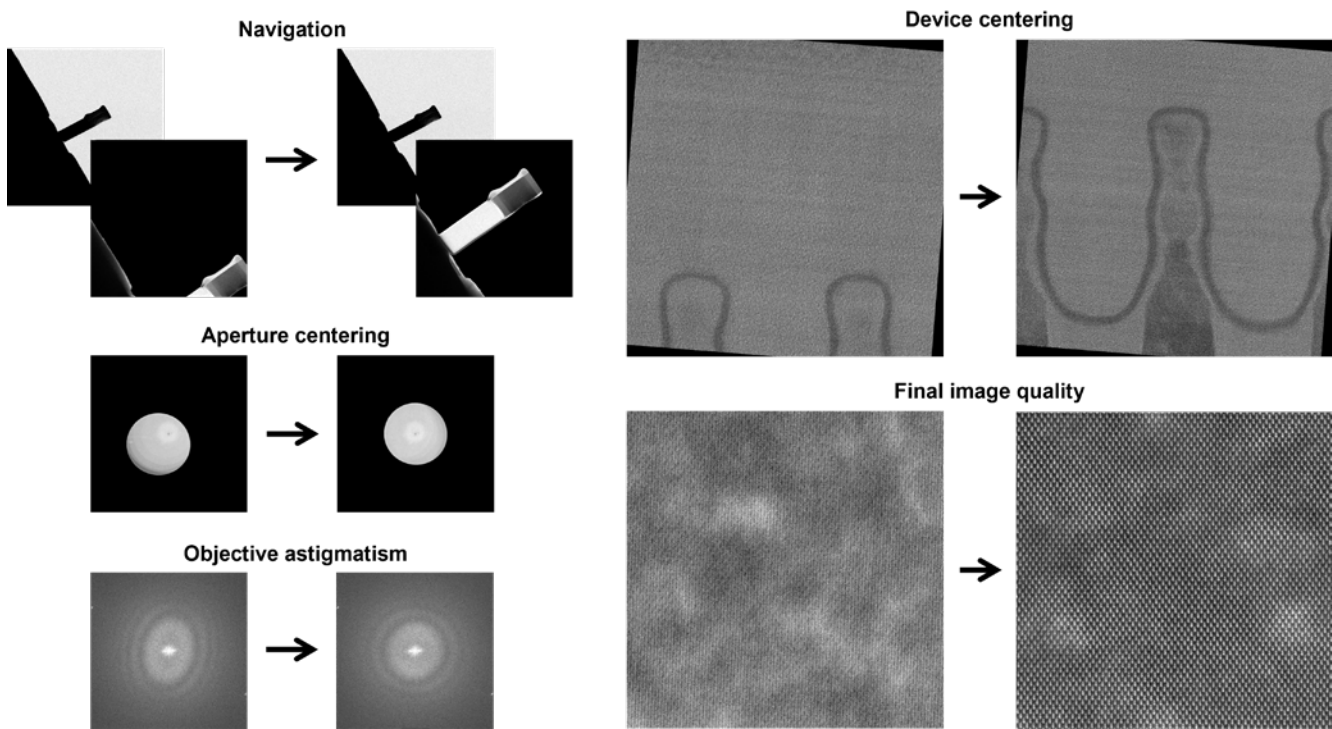 Navigation
Aperture centering
Objective astigmatism
Device centering
Final image quality